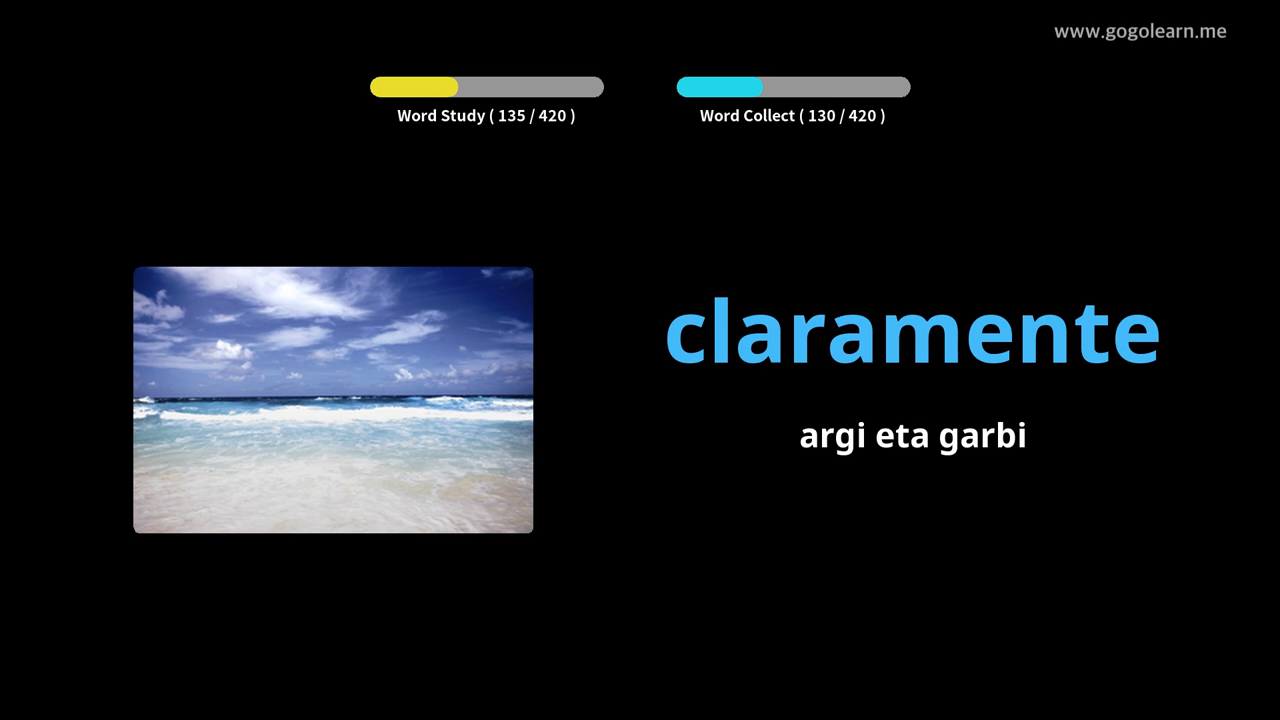 www.gogolearn.me
Word Study ( 135 / 420 )
Word Collect ( 130 / 420 )
claramente
argi eta garbi